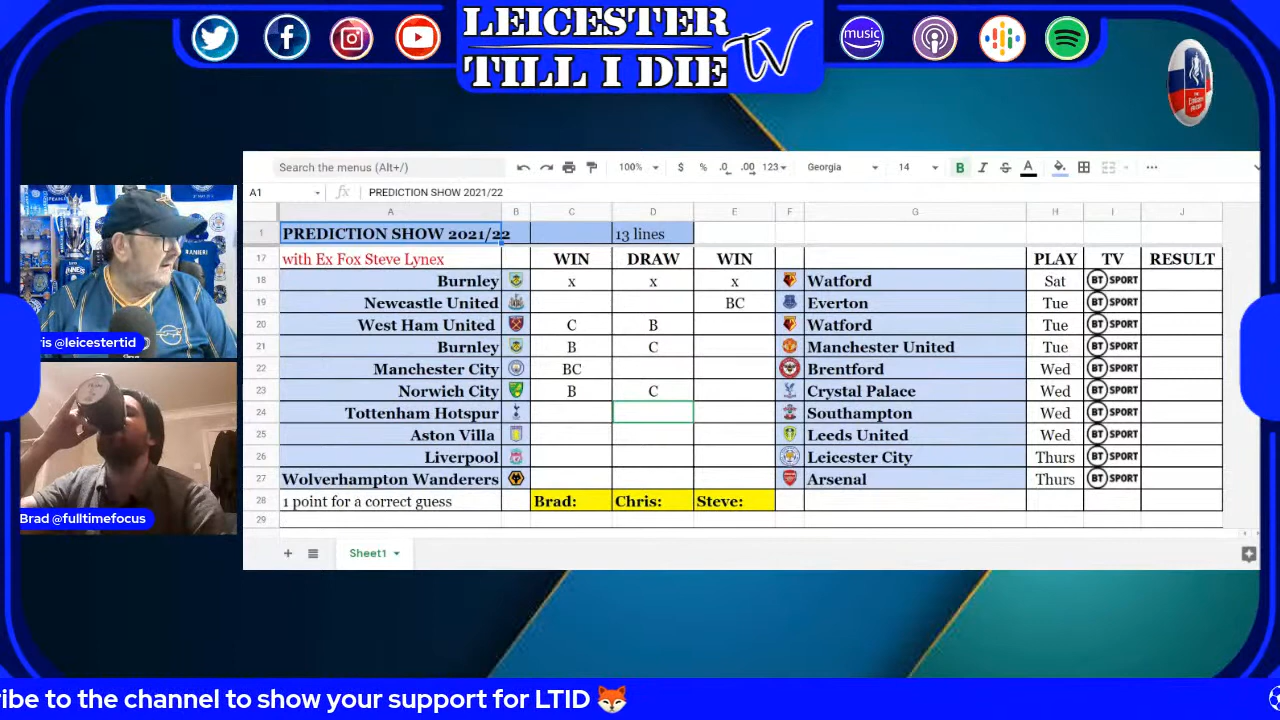 LEICESTER
TILL I DIE TV
music
Search the menus (Alt+/)
100%
$ % .0 .00 123
Georgia
14
B I S A
A1
fx
PREDICTION SHOW 2021/22
A B C D E F G H I J
1 PREDICTION SHOW 2021/22 13 lines
17 with Ex Fox Steve Lynex WIN DRAW WIN PLAY TV RESULT
18 Burnley x x x Watford Sat BT SPORT
19 Newcastle United BC Everton Tue BT SPORT
20 West Ham United C B Watford Tue BT SPORT
21 Burnley B C Manchester United Tue BT SPORT
22 Manchester City BC Brentford Wed BT SPORT
23 Norwich City B C Crystal Palace Wed BT SPORT
24 Tottenham Hotspur Southampton Wed BT SPORT
25 Aston Villa Leeds United Wed BT SPORT
26 Liverpool Leicester City Thurs BT SPORT
27 Wolverhampton Wanderers Arsenal Thurs BT SPORT
28 1 point for a correct guess Brad: Chris: Steve:
29
Sheet1
RANIERI
ris @leicestertid
Brad @fulltimefocus
ibe to the channel to show your support for LTID 🦊